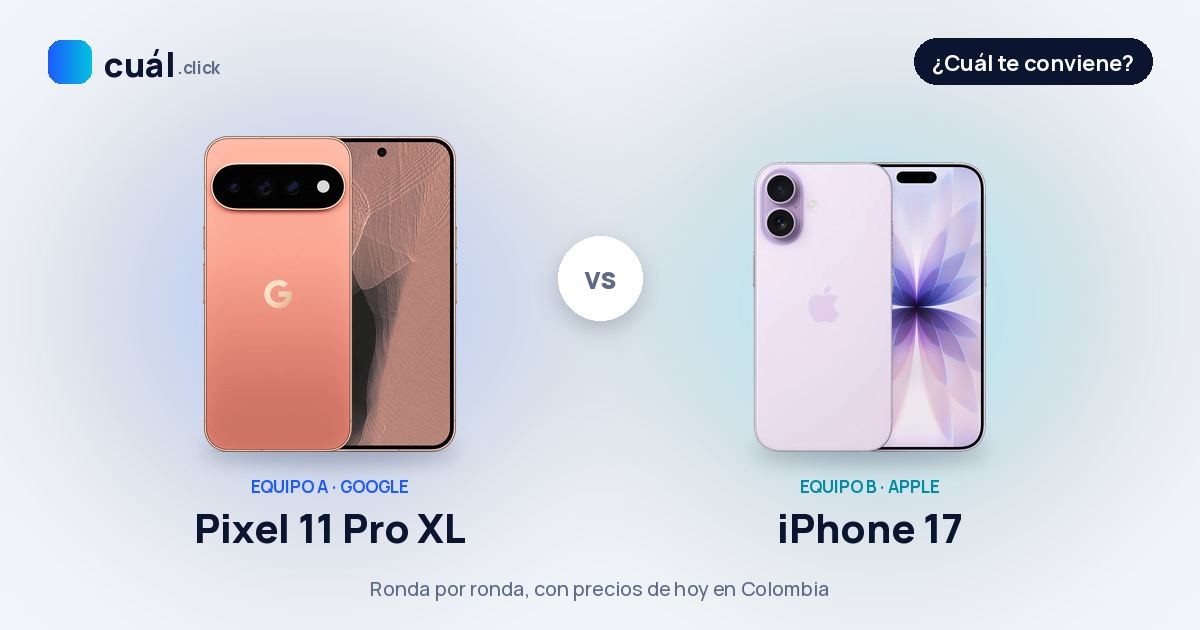 cuál.click
¿Cuál te conviene?
vs
EQUIPO A · GOOGLE
Pixel 11 Pro XL
EQUIPO B · APPLE
iPhone 17
Ronda por ronda, con precios de hoy en Colombia